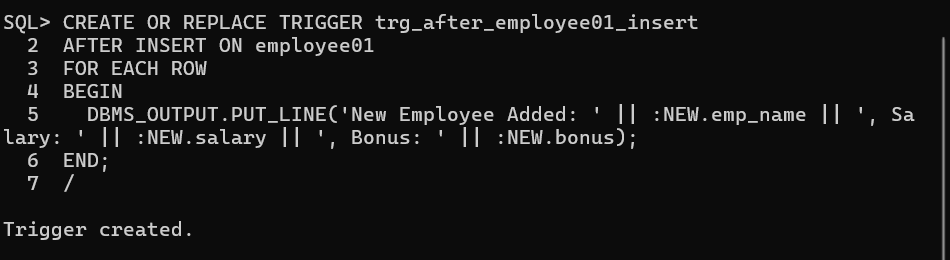 SQL> CREATE OR REPLACE TRIGGER trg_after_employee01_insert
  2  AFTER INSERT ON employee01
  3  FOR EACH ROW
  4  BEGIN
  5    DBMS_OUTPUT.PUT_LINE('New Employee Added: ' || :NEW.emp_name || ', Sa
lary: ' || :NEW.salary || ', Bonus: ' || :NEW.bonus);
  6  END;
  7  /
Trigger created.